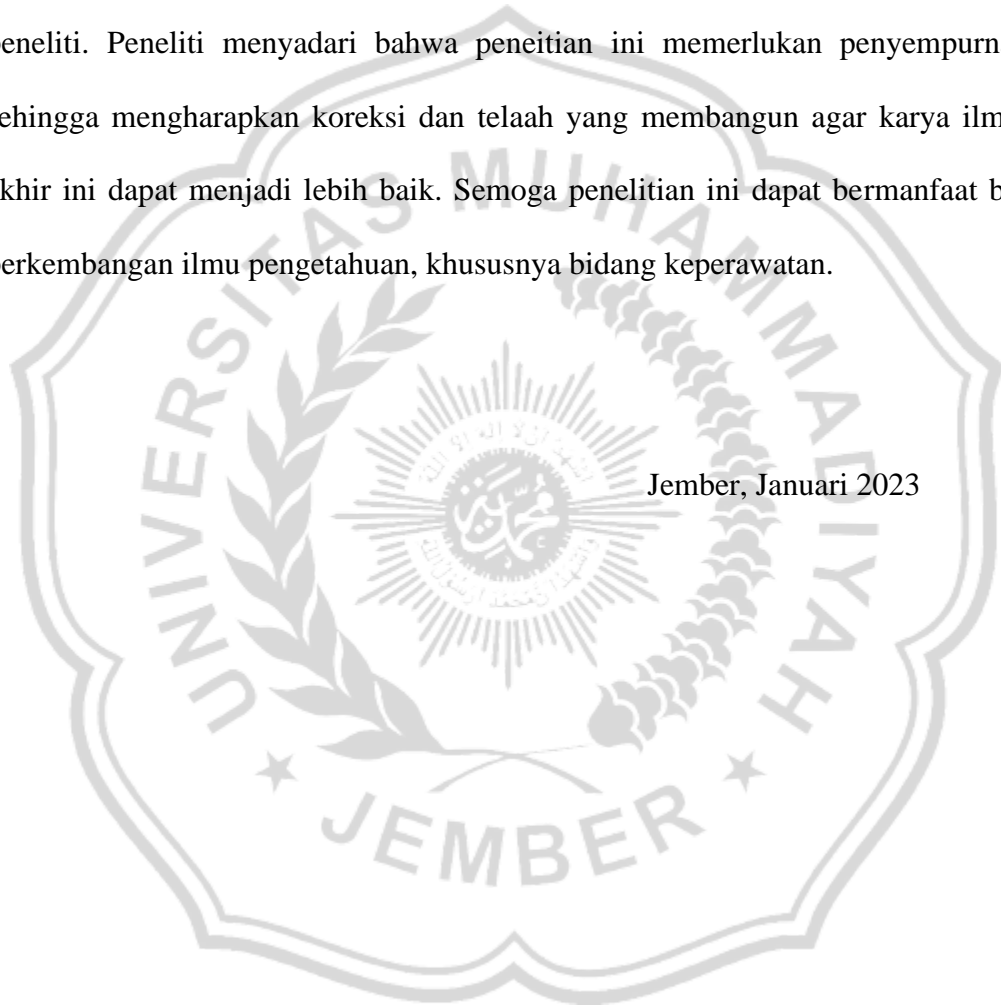 peneliti. Peneliti menyadari bahwa peneitian ini memerlukan penyempurn
ehingga mengharapkan koreksi dan telaah yang membangun agar karya ilm
khir ini dapat menjadi lebih baik. Semoga penelitian ini dapat bermanfaat b
perkembangan ilmu pengetahuan, khususnya bidang keperawatan.
Jember, Januari 2023
UNIVERSITAS MUHAMMADIYAH
JEMBER